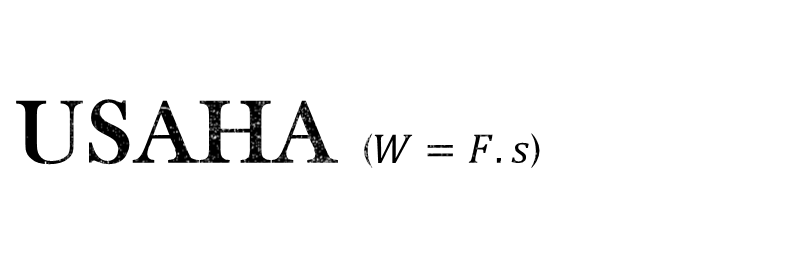 USAHA (W = F.s)